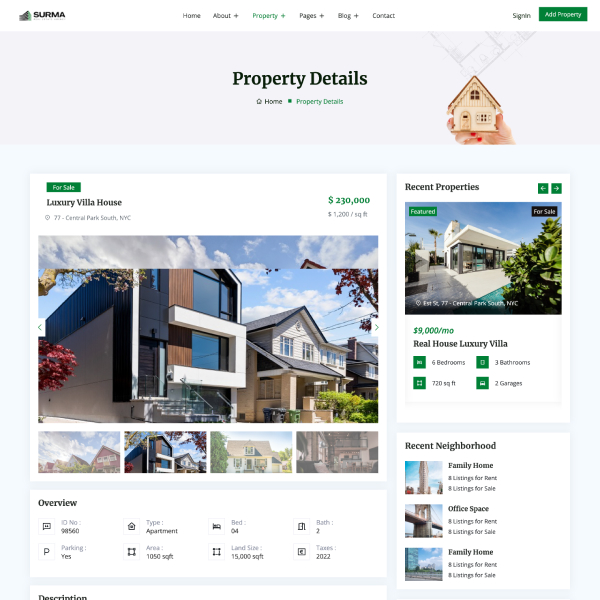 SURMA
Home
About +
Property +
Pages +
Blog +
Contact
SignIn
Add Property
Property Details
Home
Property Details
For Sale
Luxury Villa House
77 - Central Park South, NYC
$ 230,000
$ 1,200 / sq ft
Overview
ID No :
98560
Type :
Apartment
Bed :
04
Bath :
2
Parking :
Yes
Area :
1050 sqft
Land Size :
15,000 sqft
Taxes :
2022
Description
Recent Properties
Featured
For Sale
Est St, 77 - Central Park South, NYC
$9,000/mo
Real House Luxury Villa
6 Bedrooms
3 Bathrooms
720 sq ft
2 Garages
Recent Neighborhood
Family Home
8 Listings for Rent
8 Listings for Sale
Office Space
8 Listings for Rent
8 Listings for Sale
Family Home
8 Listings for Rent
8 Listings for Sale